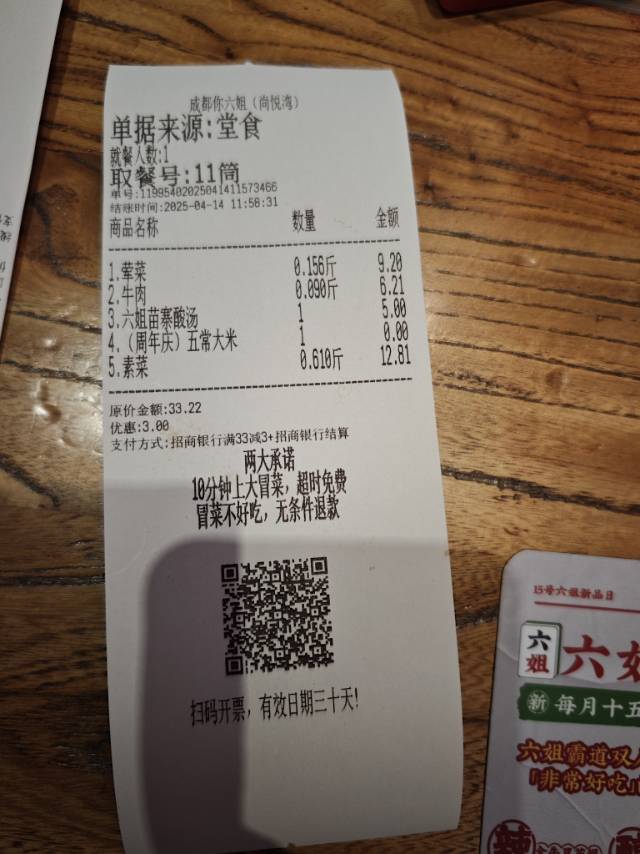 成都你六姐（尚悦湾）
单据来源:堂食
就餐人数:1
取餐号:11筒
单号:11995402025041411573466
结账时间:2025-04-14 11:58:31
商品名称 数量 金额
1.荤菜 0.156斤 9.20
2.牛肉 0.090斤 6.21
3.六姐苗寨酸汤 1 5.00
4.（周年庆）五常大米 1 0.00
5.素菜 0.610斤 12.81
原价金额:33.22
优惠:3.00
支付方式:招商银行满33减3+招商银行结算
两大承诺
10分钟上大冒菜，超时免费
冒菜不好吃，无条件退款
扫码开票，有效日期三十天!
15号六姐新品日
六姐
六
新 每月十五
六姐霸道双
「非常好吃